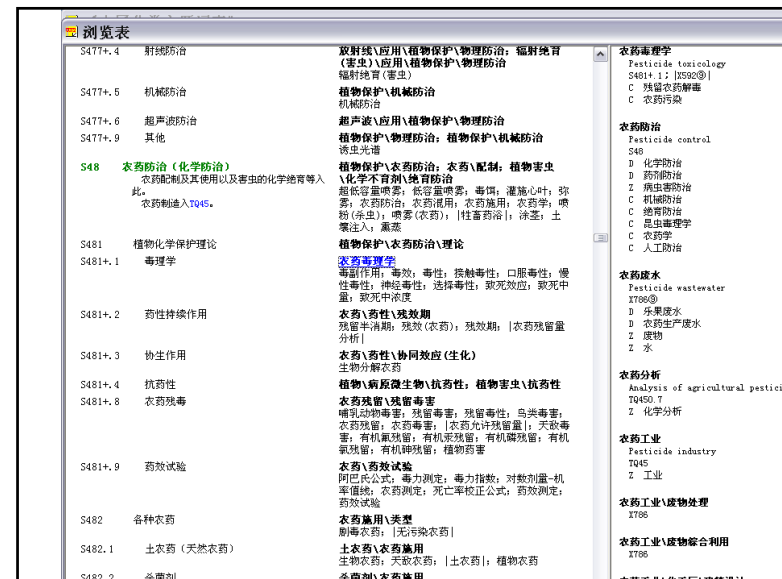 浏览表
S477+.4 射线防治 放射线\应用\植物保护\物理防治；辐射绝育
(害虫)\应用\植物保护\物理防治
辐射绝育(害虫)
S477+.5 机械防治 植物保护\机械防治
机械防治
S477+.6 超声波防治 超声波\应用\植物保护\物理防治
S477+.9 其他 植物保护\物理防治；植物保护\机械防治
诱虫光谱
S48 农药防治（化学防治） 植物保护\农药防治；农药\配制；植物害虫
\化学不育剂\绝育防治
农药配制及其使用以及害虫的化学绝育等入
此。
农药制造入TQ45。
超低容量喷雾；低容量喷雾；毒饵；灌施心叶；弥
雾；农药防治；农药混用；农药施用；农药学；喷
粉(杀虫)；喷雾(农药)；|牲畜药浴|；涂茎；土
壤注入；熏蒸
S481 植物化学保护理论 植物保护\农药防治\理论
S481+.1 毒理学 农药毒理学
毒副作用；毒效；毒性；接触毒性；口服毒性；慢
性毒性；神经毒性；选择毒性；致死效应；致死中
量；致死中浓度
S481+.2 药性持续作用 农药\药性\残效期
残留半消期；残效(农药)；残效期；|农药残留量
分析|
S481+.3 协生作用 农药\药性\协同效应(生化)
生物分解农药
S481+.4 抗药性 植物\病原微生物\抗药性；植物害虫\抗药性
S481+.8 农药残毒 农药残留\残留毒害
哺乳动物毒害；残留毒害；残留毒性；鸟类毒害；
农药残留；农药毒害；|农药允许残留量|；天敌毒
害；有机氟残留；有机汞残留；有机磷残留；有机
氯残留；有机砷残留；植物药害
S481+.9 药效试验 农药\药效试验
阿巴氏公式；毒力测定；毒力指数；对数剂量-机
率值线；农药测定；死亡率校正公式；药效测定；
药效试验
S482 各种农药 农药施用\类型
剧毒农药；|无污染农药|
S482.1 土农药（天然农药） 土农药\农药施用
生物农药；天敌农药；|土农药|；植物农药
S482.2 杀菌剂 杀菌剂\农药施用
农药毒理学
Pesticide toxicology
S481+.1；|X592⑨|
C 残留农药解毒
C 农药污染
农药防治
Pesticide control
S48
D 化学防治
D 药剂防治
Z 病虫害防治
C 机械防治
C 绝育防治
C 昆虫毒理学
C 农药学
C 人工防治
农药废水
Pesticide wastewater
X786⑨
D 乐果废水
D 农药生产废水
Z 废物
Z 水
农药分析
Analysis of agricultural pestici
TQ450.7
Z 化学分析
农药工业
Pesticide industry
TQ45
Z 工业
农药工业\废物处理
X786
农药工业\废物综合利用
X786